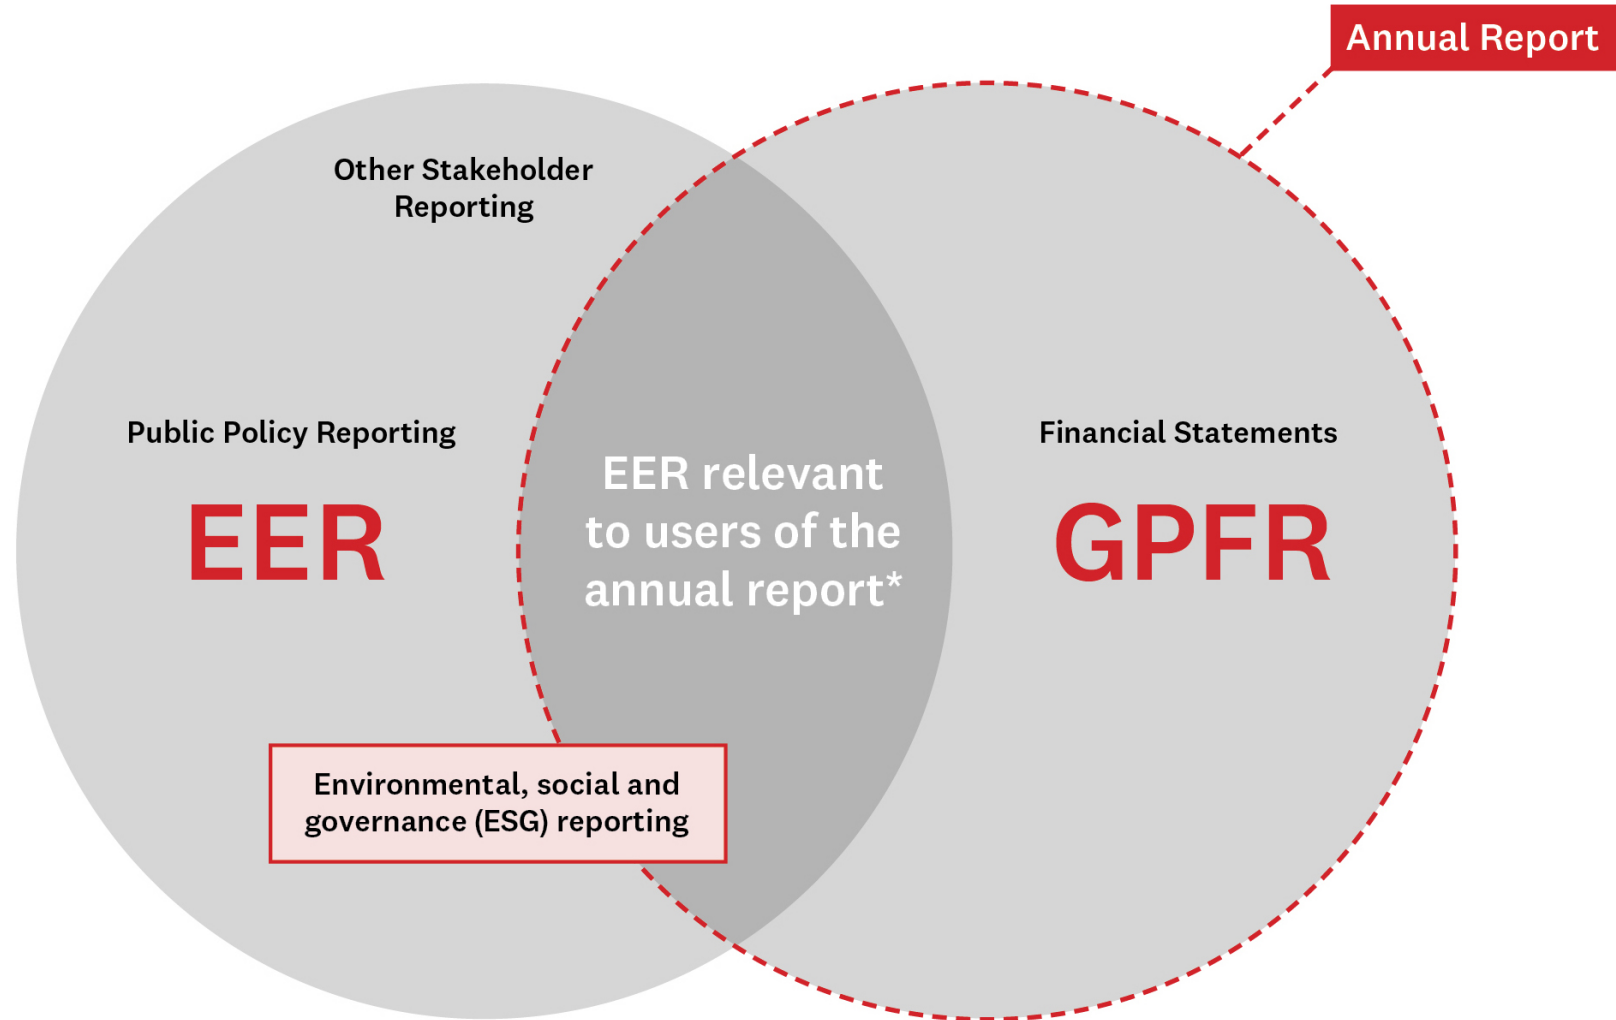 Annual Report
Other Stakeholder
Reporting
Public Policy Reporting
EER
EER relevant
to users of the
annual report*
Financial Statements
GPFR
Environmental, social and
governance (ESG) reporting